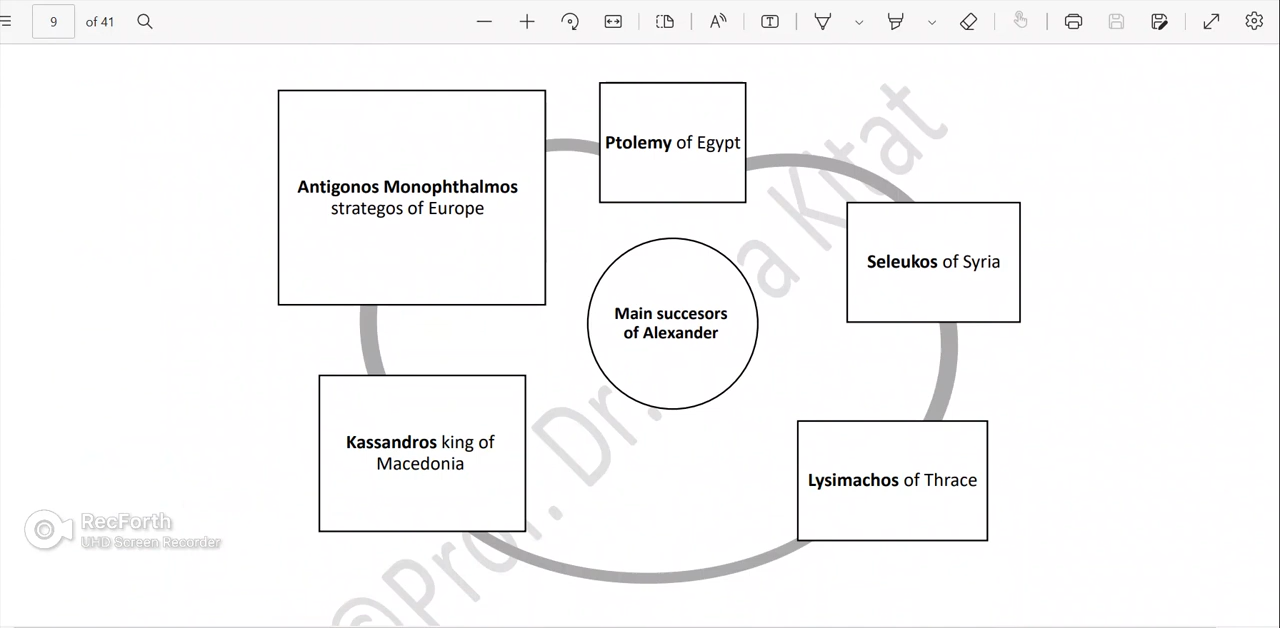 9 of 41
Ptolemy of Egypt
Antigonos Monophthalmos
strategos of Europe
Seleukos of Syria
Main succesors
of Alexander
Kassandros king of
Macedonia
Lysimachos of Thrace
RecForth
UHD Screen Recorder
@Prof. Dr. a Kitat